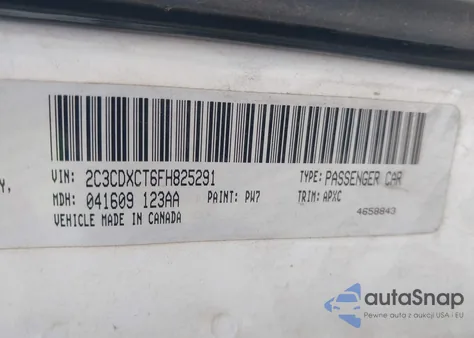 Y,
VIN: 2C3CDXCT6FH825291 TYPE: PASSENGER CAR
MDH: 041609 123AA PAINT: PW7 TRIM: APXC
VEHICLE MADE IN CANADA 4658843
autoSnap
Pewne auta z aukcji USA i EU